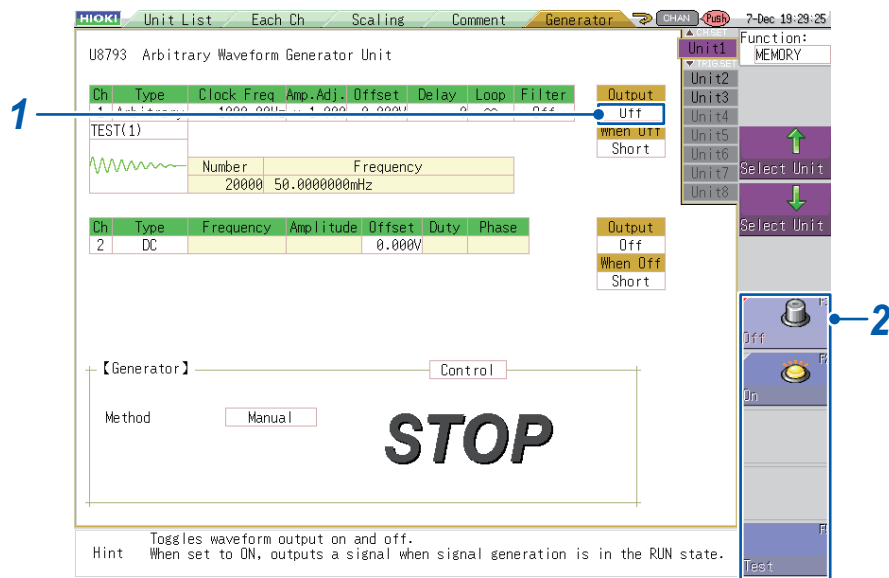 HIOKI Unit List Each Ch Scaling Comment Generator CHAN Push 7-Dec 19:29:25
▲ CH.SET
Unit1
▼ TRIG.SET
Unit2
Unit3
Unit4
Unit5
Unit6
Unit7
Unit8
Function:
MEMORY
Select Unit
Select Unit
U8793 Arbitrary Waveform Generator Unit
Ch Type Clock Freq Amp.Adj. Offset Delay Loop Filter Output
1
Off
When Off
Short
TEST(1)
Number Frequency
20000 50.0000000mHz
Ch Type Frequency Amplitude Offset Duty Phase Output
2 DC 0.000V Off
When Off
Short
2
Off
On
Test
【Generator】 Control
Method Manual
STOP
Hint Toggles waveform output on and off.
When set to ON, outputs a signal when signal generation is in the RUN state.